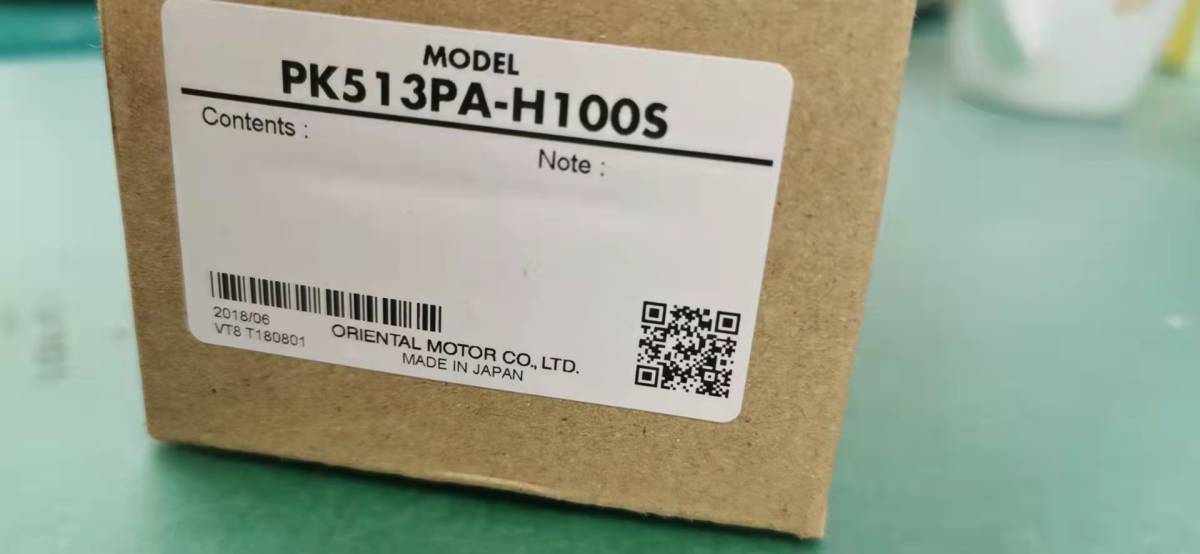 MODEL
PK513PA-H100S
Contents :
Note :
2018/06
VT8 T180801
ORIENTAL MOTOR CO., LTD.
MADE IN JAPAN